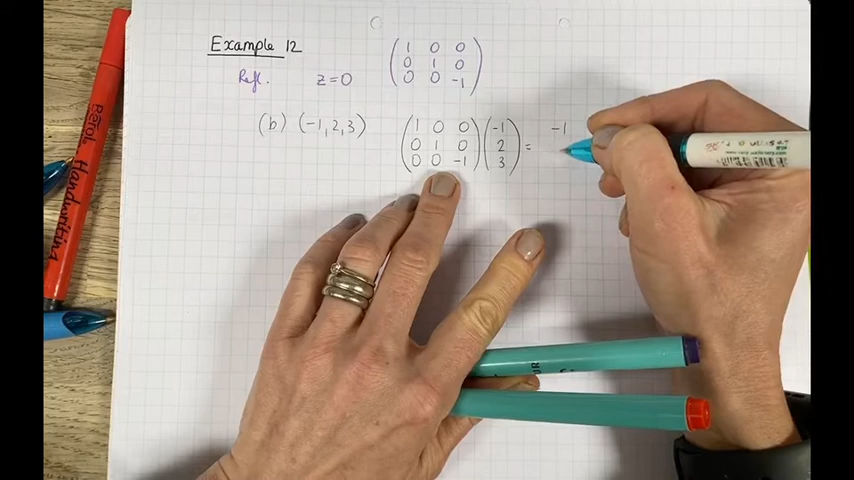 Example 12
Refl. z=0
(1 0 0
0 1 0
0 0 -1)
(b) (-1,2,3) (1 0 0
0 1 0
0 0 -1) (-1
2
3) = -1
Handwriting Pen